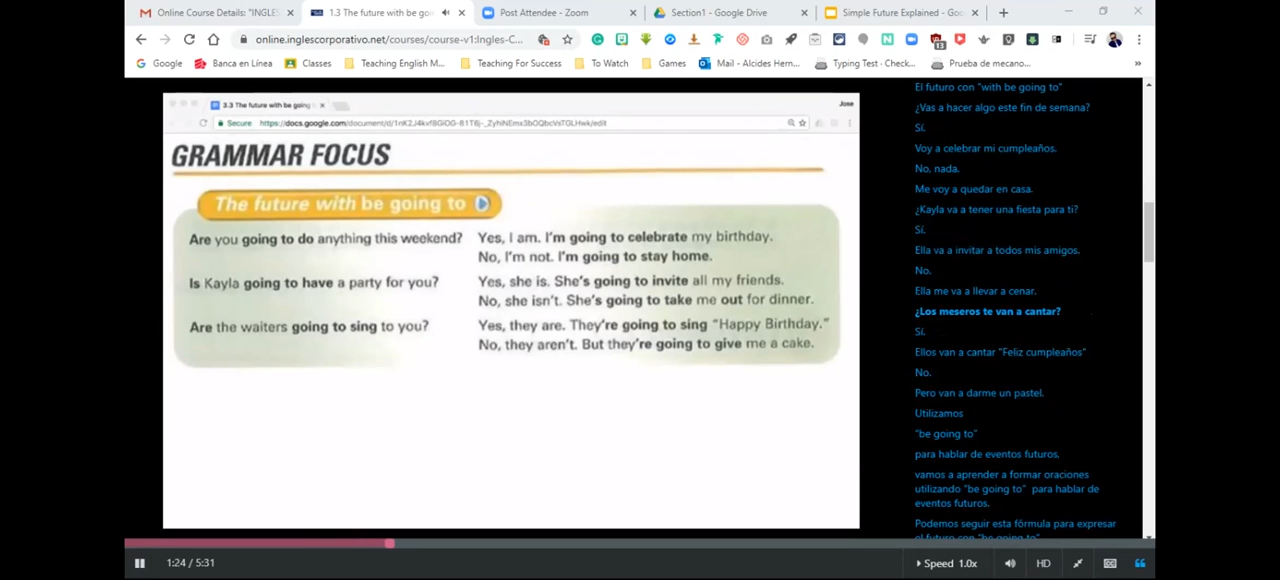 Online Course Details: "INGLES
1.3 The future with be goi
Post Attendee - Zoom
Section1 - Google Drive
Simple Future Explained - Goo
online.inglescorporativo.net/courses/course-v1:Ingles-C...
13
Google
Banca en Línea
Classes
Teaching English M...
Teaching For Success
To Watch
Games
Mail - Alcides Hern...
Typing Test - Check...
Prueba de mecano...
»
3.3 The future with be going
Jose
Secure
GRAMMAR FOCUS
The future with be going to
Are you going to do anything this weekend?
Yes, I am. I'm going to celebrate my birthday.
No, I'm not. I'm going to stay home.
Is Kayla going to have a party for you?
Yes, she is. She's going to invite all my friends.
No, she isn't. She's going to take me out for dinner.
Are the waiters going to sing to you?
Yes, they are. They're going to sing "Happy Birthday."
No, they aren't. But they're going to give me a cake.
El futuro con "with be going to"
¿Vas a hacer algo este fin de semana?
Sí.
Voy a celebrar mi cumpleaños.
No, nada.
Me voy a quedar en casa.
¿Kayla va a tener una fiesta para ti?
Sí.
Ella va a invitar a todos mis amigos.
No.
Ella me va a llevar a cenar.
¿Los meseros te van a cantar?
Sí.
Ellos van a cantar "Feliz cumpleaños"
No.
Pero van a darme un pastel.
Utilizamos
"be going to"
para hablar de eventos futuros.
vamos a aprender a formar oraciones
utilizando "be going to" para hablar de
eventos futuros.
Podemos seguir esta fórmula para expresar
el futuro con "be going to"
1:24 / 5:31
Speed 1.0x
HD